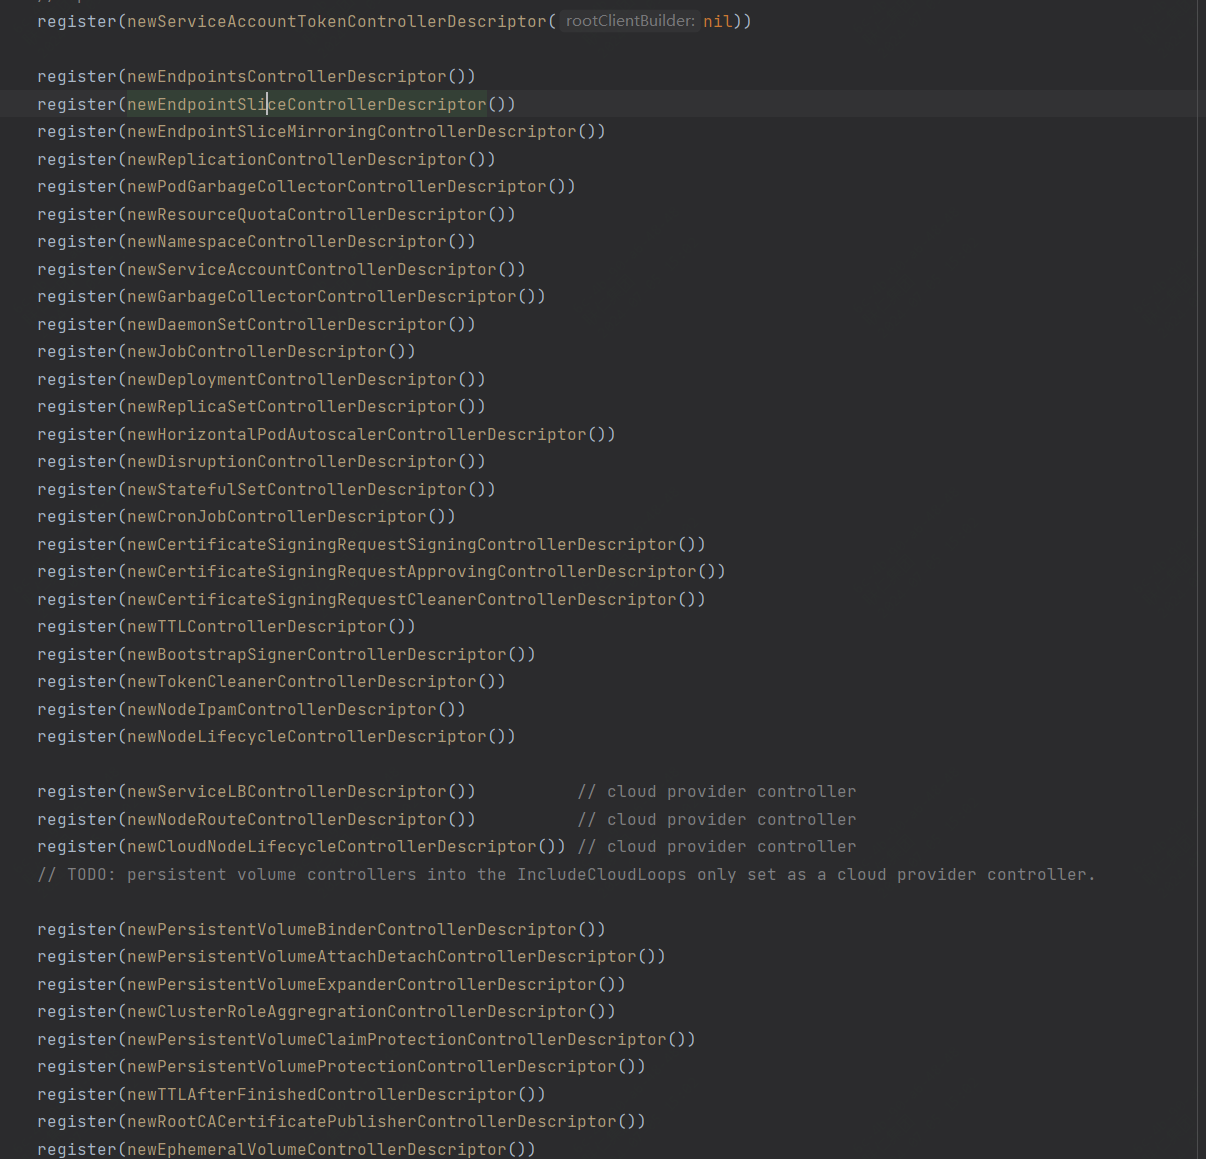 register(newServiceAccountTokenControllerDescriptor( rootClientBuilder: nil))
register(newEndpointsControllerDescriptor())
register(newEndpointSliceControllerDescriptor())
register(newEndpointSliceMirroringControllerDescriptor())
register(newReplicationControllerDescriptor())
register(newPodGarbageCollectorControllerDescriptor())
register(newResourceQuotaControllerDescriptor())
register(newNamespaceControllerDescriptor())
register(newServiceAccountControllerDescriptor())
register(newGarbageCollectorControllerDescriptor())
register(newDaemonSetControllerDescriptor())
register(newJobControllerDescriptor())
register(newDeploymentControllerDescriptor())
register(newReplicaSetControllerDescriptor())
register(newHorizontalPodAutoscalerControllerDescriptor())
register(newDisruptionControllerDescriptor())
register(newStatefulSetControllerDescriptor())
register(newCronJobControllerDescriptor())
register(newCertificateSigningRequestSigningControllerDescriptor())
register(newCertificateSigningRequestApprovingControllerDescriptor())
register(newCertificateSigningRequestCleanerControllerDescriptor())
register(newTTLControllerDescriptor())
register(newBootstrapSignerControllerDescriptor())
register(newTokenCleanerControllerDescriptor())
register(newNodeIpamControllerDescriptor())
register(newNodeLifecycleControllerDescriptor())
register(newServiceLBControllerDescriptor()) // cloud provider controller
register(newNodeRouteControllerDescriptor()) // cloud provider controller
register(newCloudNodeLifecycleControllerDescriptor()) // cloud provider controller
// TODO: persistent volume controllers into the IncludeCloudLoops only set as a cloud provider controller.
register(newPersistentVolumeBinderControllerDescriptor())
register(newPersistentVolumeAttachDetachControllerDescriptor())
register(newPersistentVolumeExpanderControllerDescriptor())
register(newClusterRoleAggregrationControllerDescriptor())
register(newPersistentVolumeClaimProtectionControllerDescriptor())
register(newPersistentVolumeProtectionControllerDescriptor())
register(newTTLAfterFinishedControllerDescriptor())
register(newRootCACertificatePublisherControllerDescriptor())
register(newEphemeralVolumeControllerDescriptor())